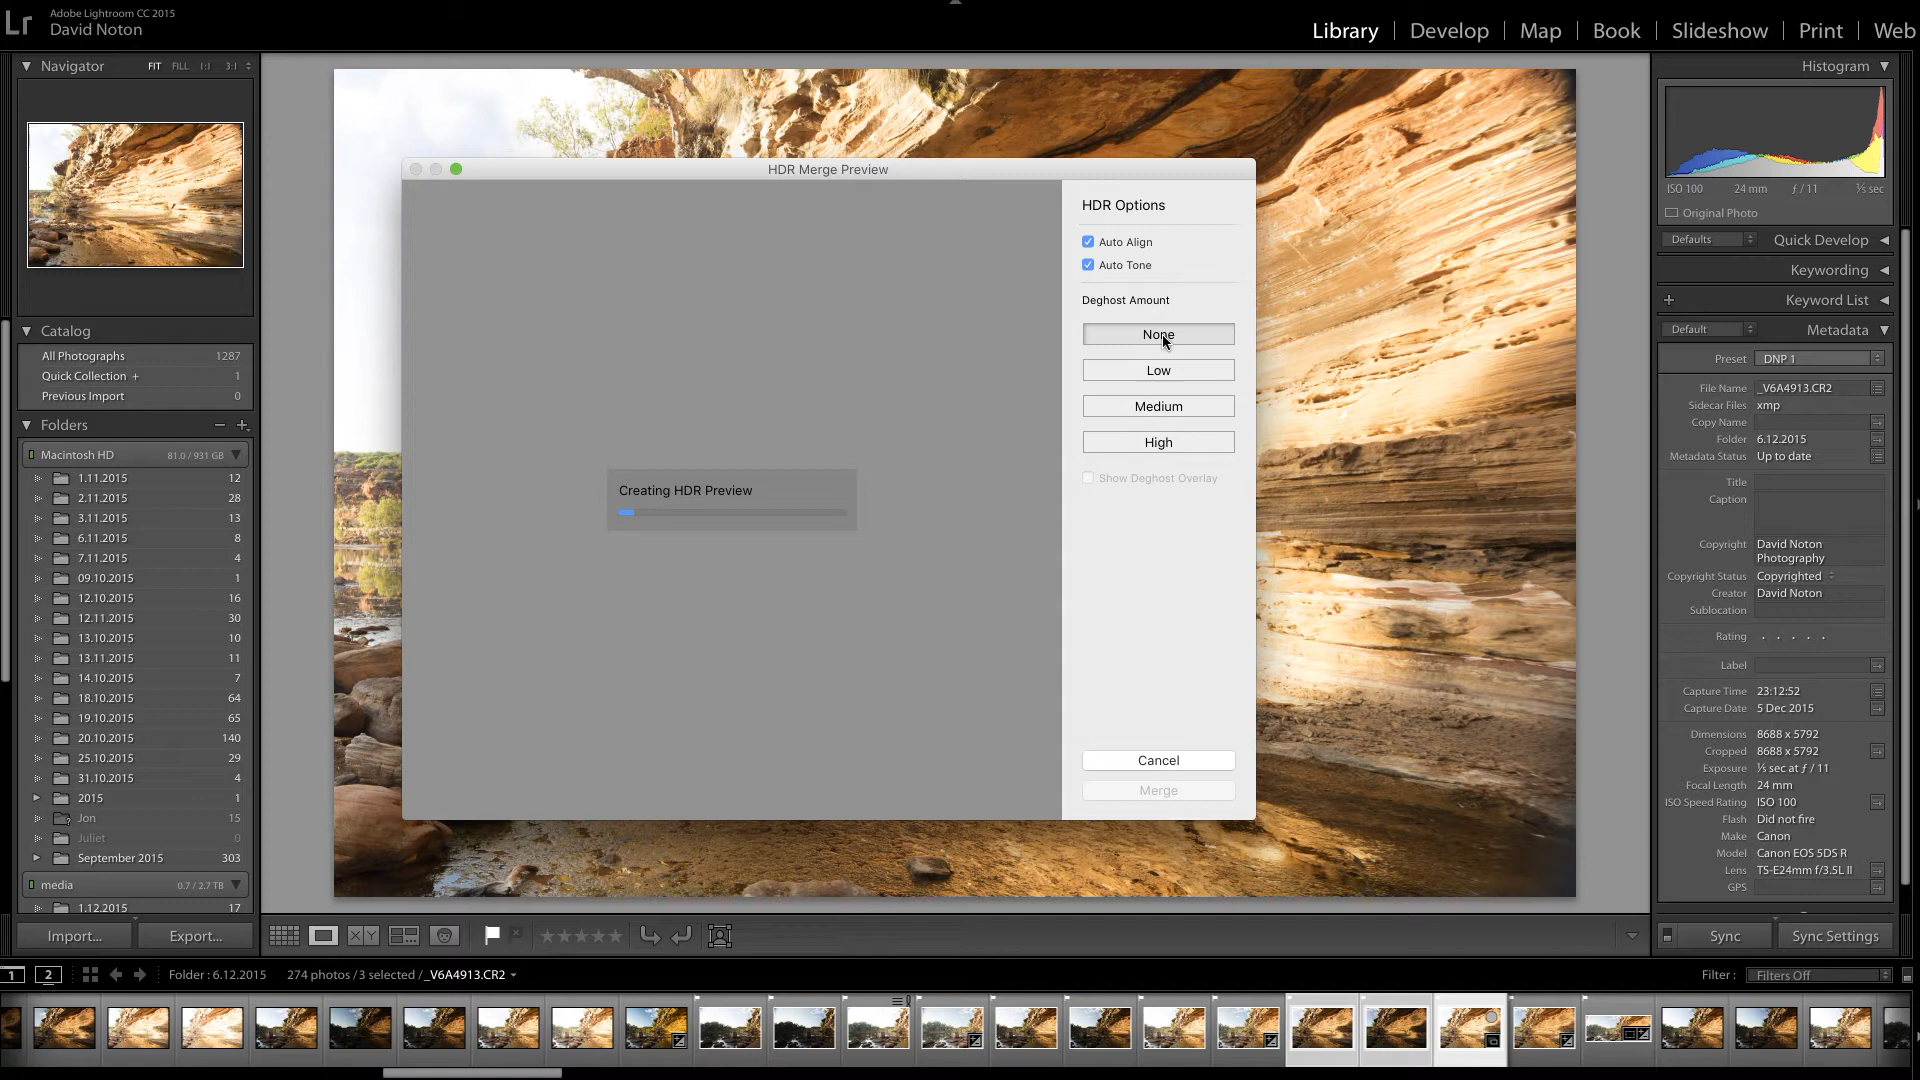 Lr
Adobe Lightroom CC 2015
David Noton
Library
Develop
Map
Book
Slideshow
Print
Web
Navigator
FIT
FILL
1:1
3:1
Catalog
All Photographs 1287
Quick Collection + 1
Previous Import 0
Folders
Macintosh HD 81.0 / 931 GB
1.11.2015 12
2.11.2015 28
3.11.2015 13
6.11.2015 8
7.11.2015 4
09.10.2015 1
12.10.2015 16
12.11.2015 30
13.10.2015 10
13.11.2015 11
14.10.2015 7
18.10.2015 64
19.10.2015 65
20.10.2015 140
25.10.2015 29
31.10.2015 4
2015 1
Jon 15
Juliet 0
September 2015 303
media 0.7 / 2.7 TB
1.12.2015 17
Import...
Export...
HDR Merge Preview
Creating HDR Preview
HDR Options
Auto Align
Auto Tone
Deghost Amount
None
Low
Medium
High
Show Deghost Overlay
Cancel
Merge
Histogram
ISO 100 24 mm ƒ / 11 ⅕ sec
Original Photo
Defaults
Quick Develop
Keywording
Keyword List
Default
Metadata
Preset DNP 1
File Name _V6A4913.CR2
Sidecar Files xmp
Copy Name
Folder 6.12.2015
Metadata Status Up to date
Title
Caption
Copyright David Noton
Photography
Copyright Status Copyrighted
Creator David Noton
Sublocation
Rating
Label
Capture Time 23:12:52
Capture Date 5 Dec 2015
Dimensions 8688 x 5792
Cropped 8688 x 5792
Exposure ⅕ sec at ƒ / 11
Focal Length 24 mm
ISO Speed Rating ISO 100
Flash Did not fire
Make Canon
Model Canon EOS 5DS R
Lens TS-E24mm f/3.5L II
GPS
Sync
Sync Settings
X Y
1
2
Folder : 6.12.2015
274 photos / 3 selected / _V6A4913.CR2
Filter :
Filters Off